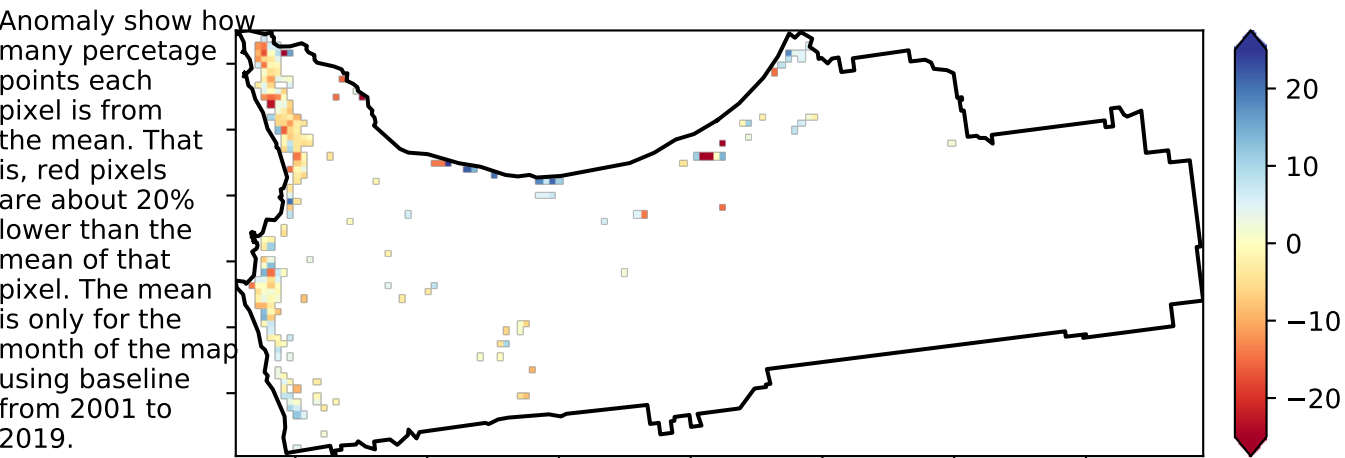 Anomaly show how
many percetage
points each
pixel is from
the mean. That
is, red pixels
are about 20%
lower than the
mean of that
pixel. The mean
is only for the
month of the map
using baseline
from 2001 to
2019.
20
10
0
−10
−20